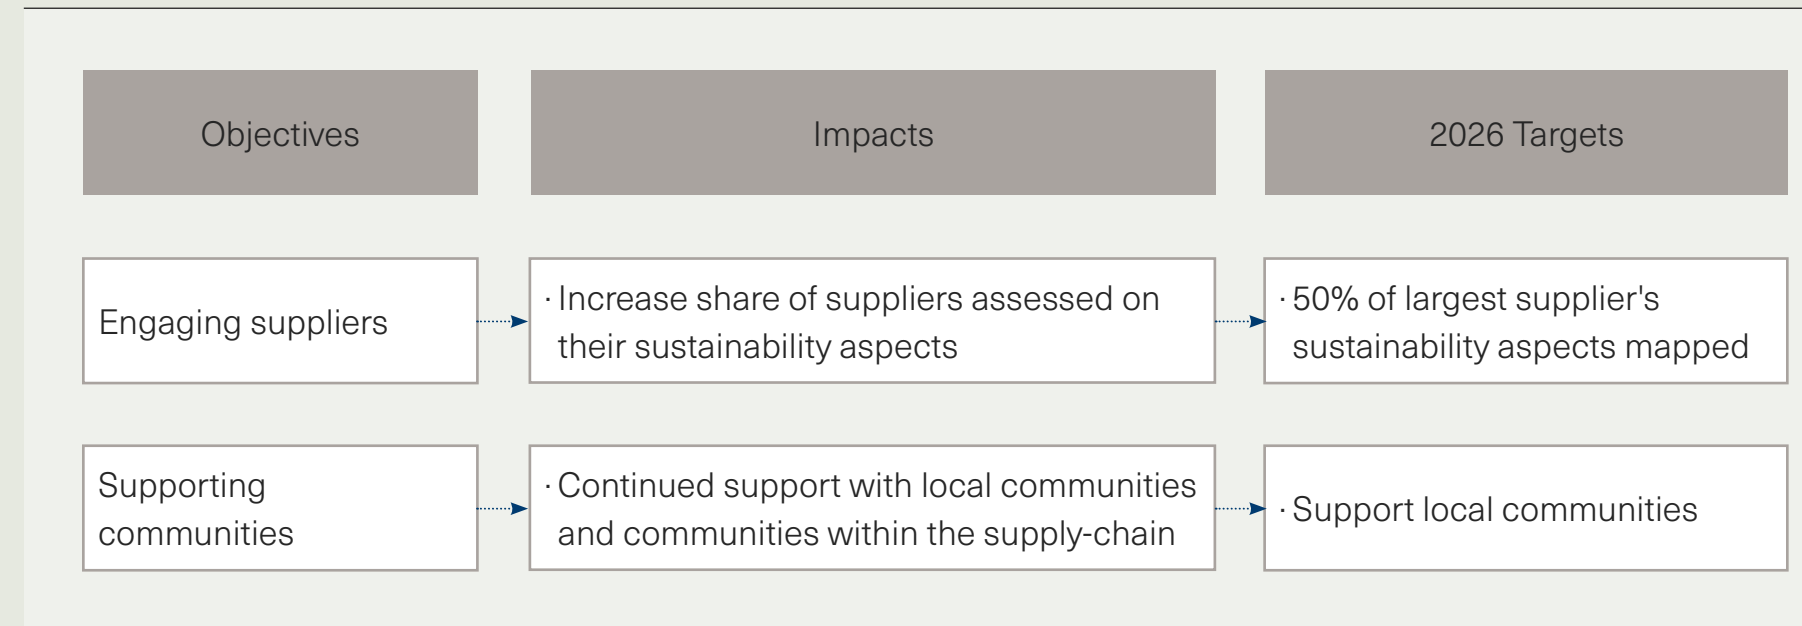 Objectives
Impacts
2026 Targets
Engaging suppliers
· Increase share of suppliers assessed on
their sustainability aspects
· 50% of largest supplier's
sustainability aspects mapped
Supporting
communities
· Continued support with local communities
and communities within the supply-chain
· Support local communities